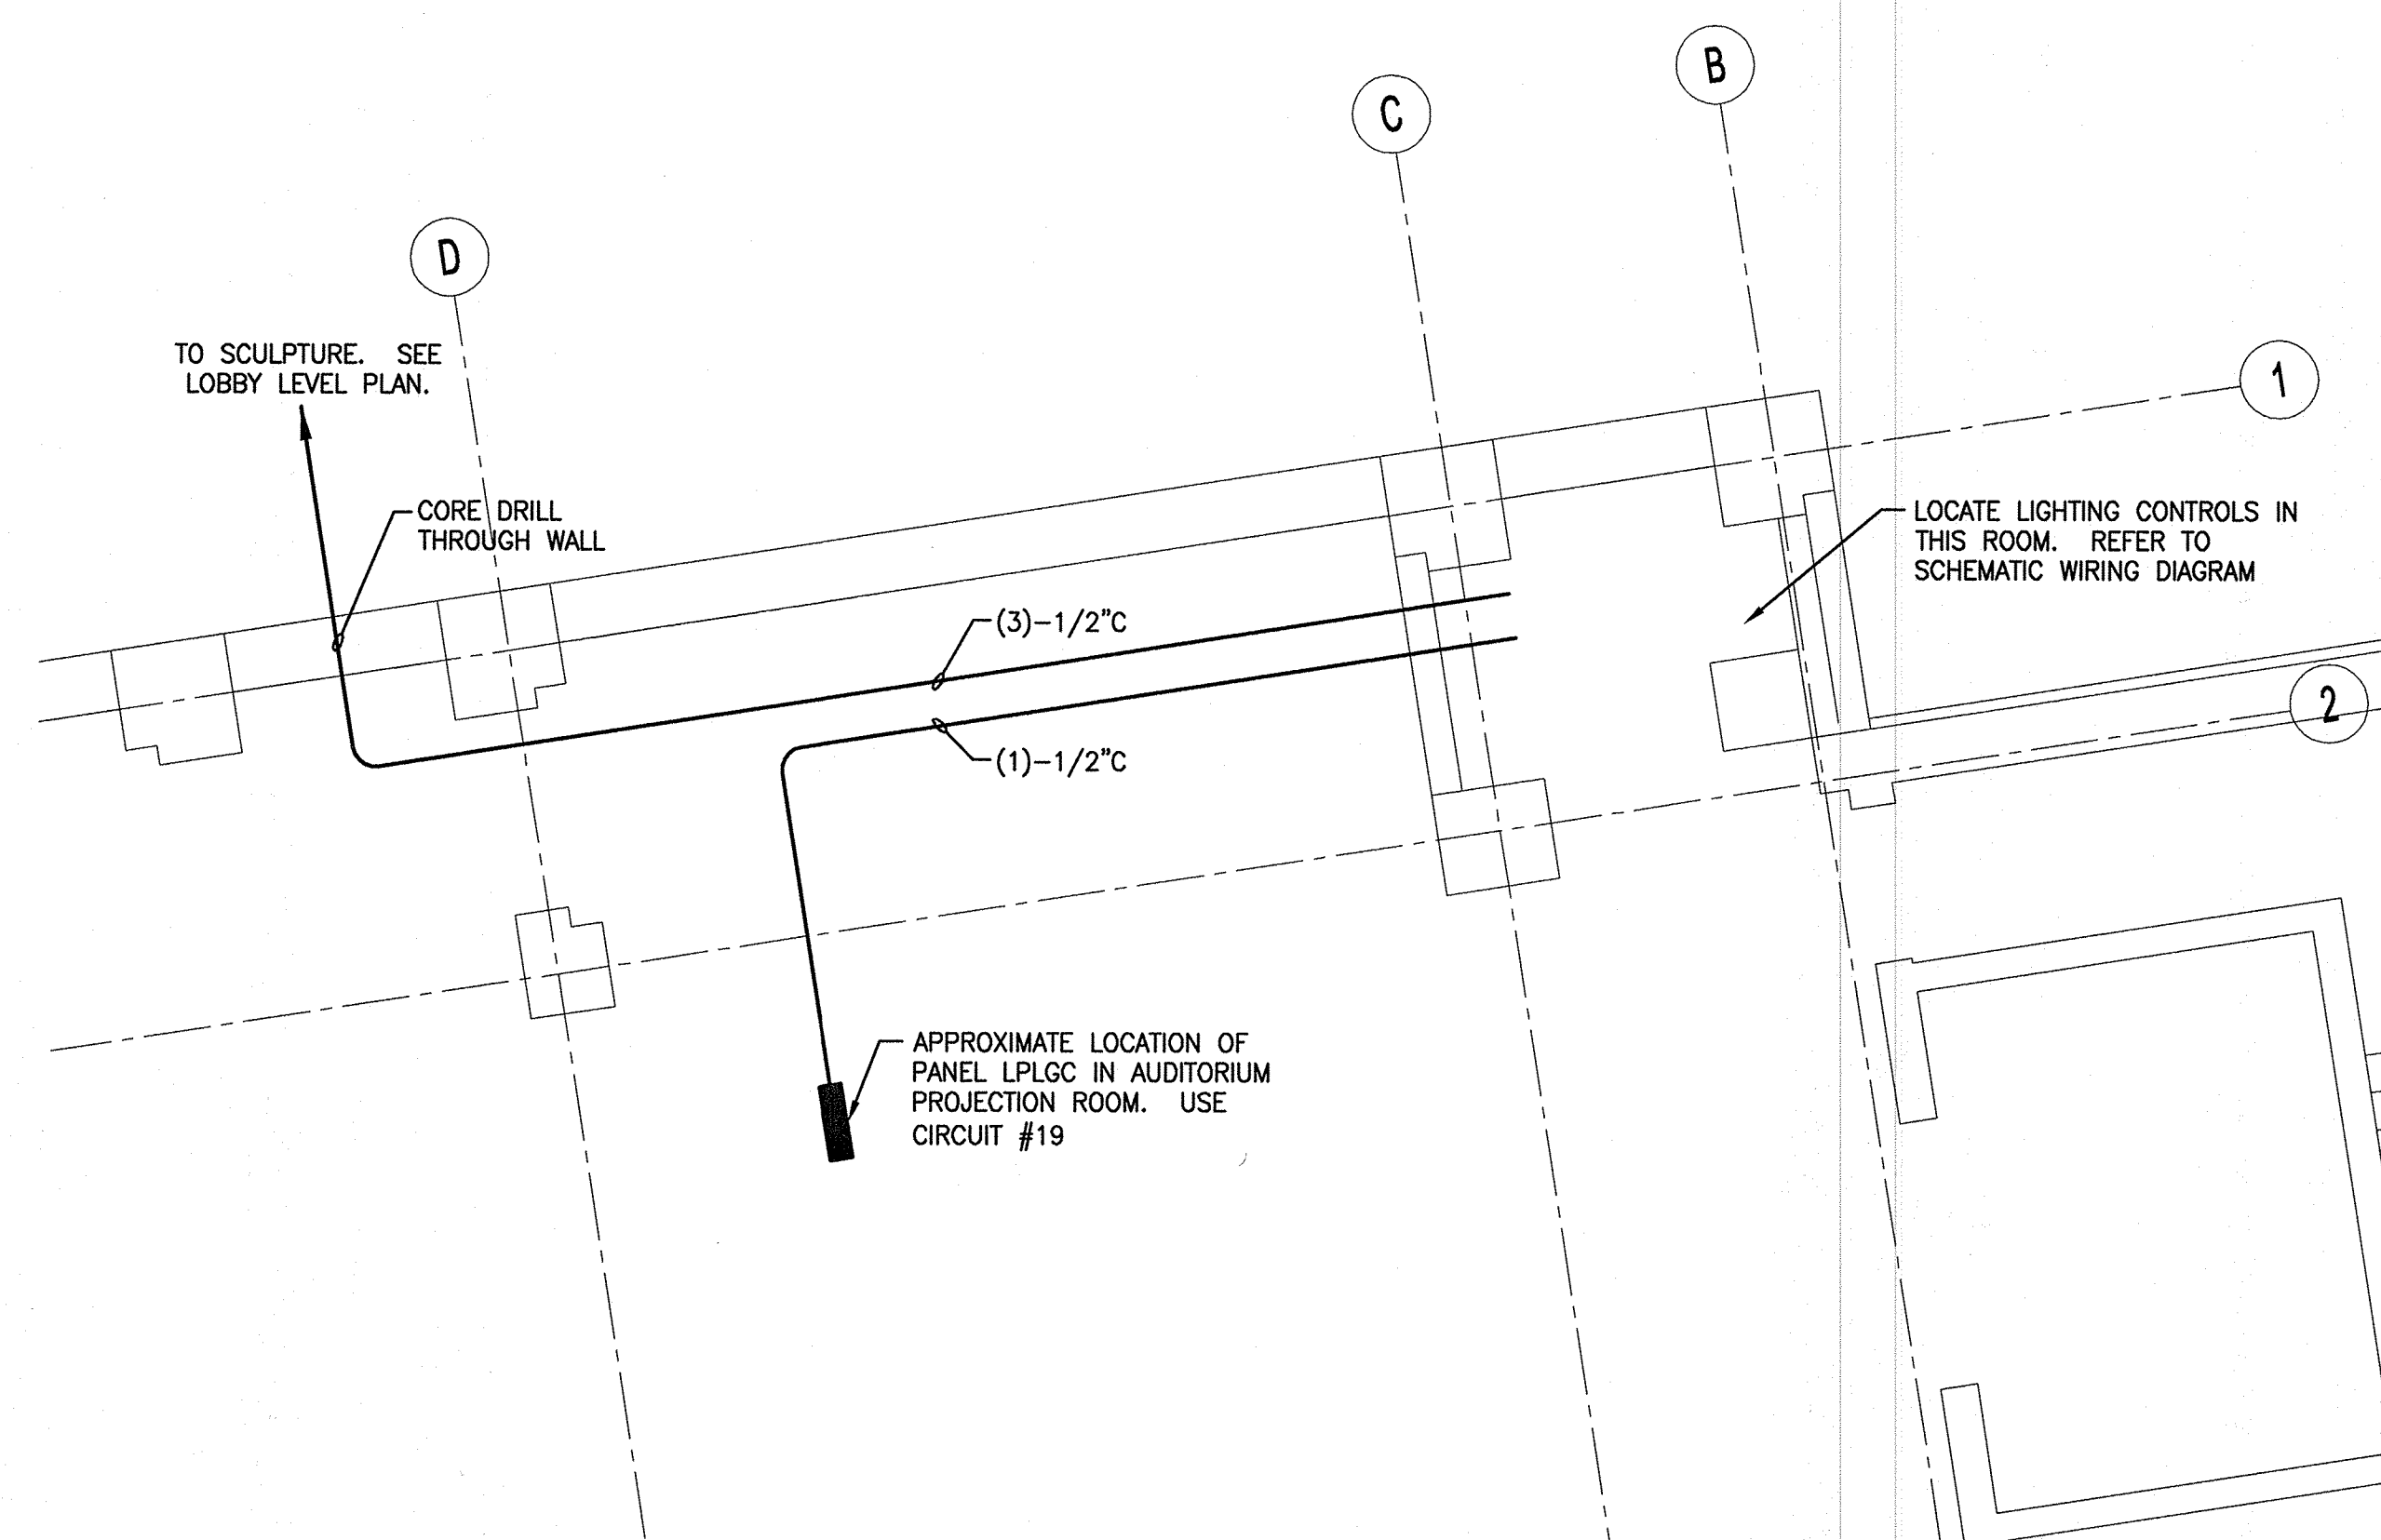 B
C
D
1
TO SCULPTURE. SEE
LOBBY LEVEL PLAN.
CORE DRILL
THROUGH WALL
LOCATE LIGHTING CONTROLS IN
THIS ROOM. REFER TO
SCHEMATIC WIRING DIAGRAM
(3)-1/2"C
2
(1)-1/2"C
APPROXIMATE LOCATION OF
PANEL LPLGC IN AUDITORIUM
PROJECTION ROOM. USE
CIRCUIT #19